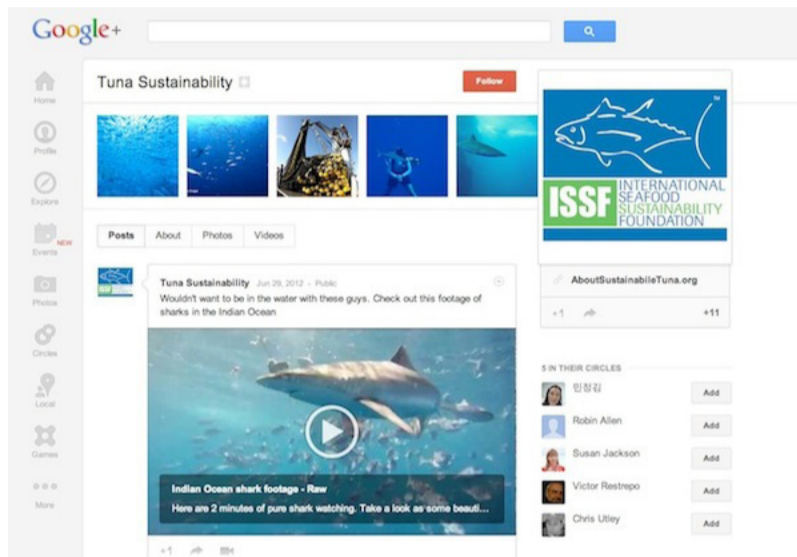 Google+
Tuna Sustainability
Follow
Home
Profile
Explore
Events
NEW
Photos
Circles
Local
Games
More
Posts
About
Photos
Videos
ISSF
Tuna Sustainability Jun 29, 2012 - Public
Wouldn't want to be in the water with these guys. Check out this footage of
sharks in the Indian Ocean
Indian Ocean shark footage - Raw
Here are 2 minutes of pure shark watching. Take a look as some beauti...
+1
TM
ISSF
INTERNATIONAL
SEAFOOD
SUSTAINABILITY
FOUNDATION
AboutSustainabileTuna.org
+1
+11
5 IN THEIR CIRCLES
민정김
Add
Robin Allen
Add
Susan Jackson
Add
Victor Restrepo
Add
Chris Utley
Add